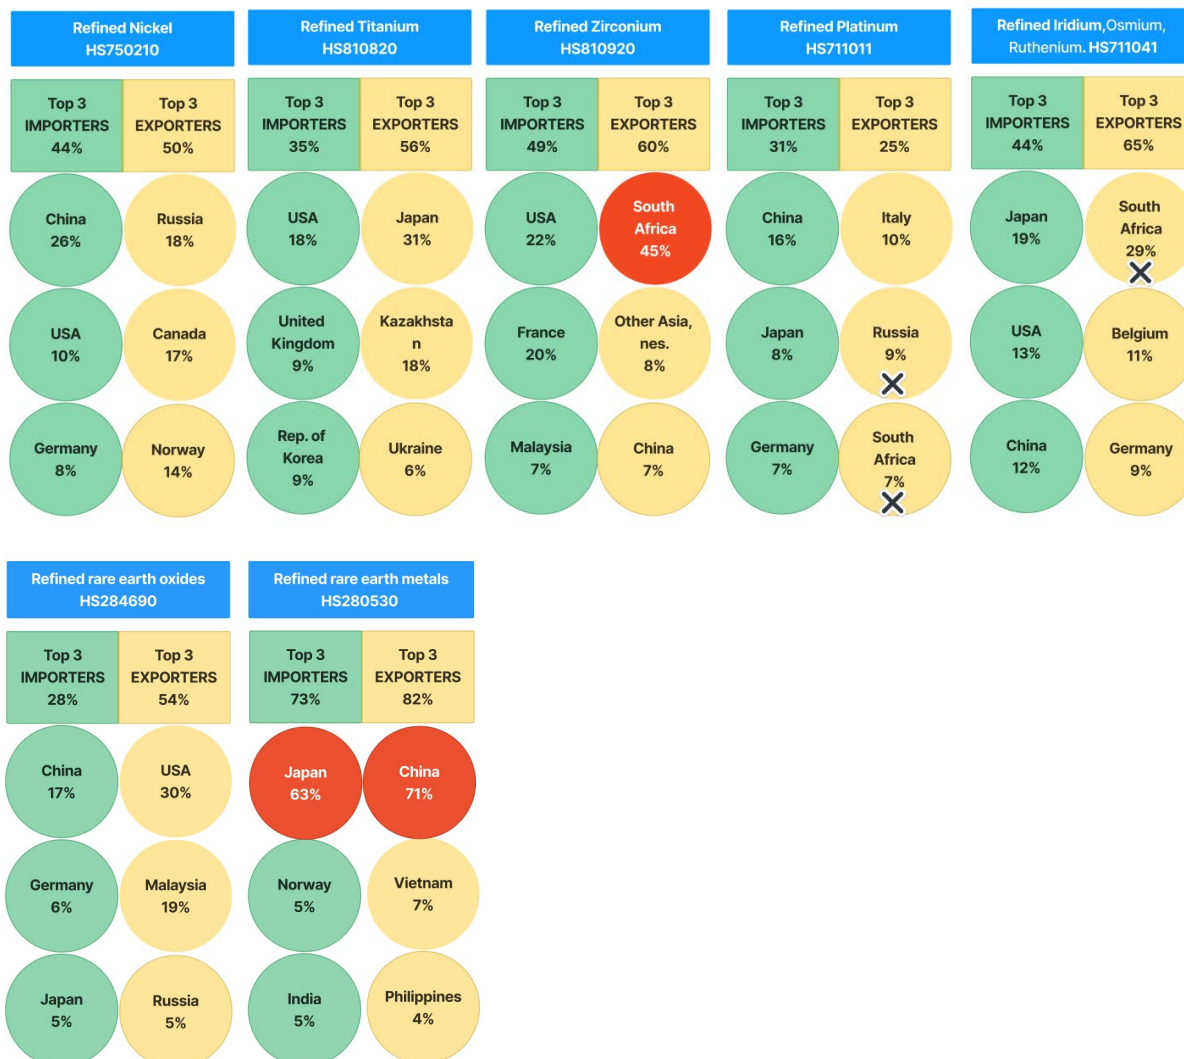 Refined Nickel
HS750210
Top 3
IMPORTERS
44%
Top 3
EXPORTERS
50%
China
26%
Russia
18%
USA
10%
Canada
17%
Germany
8%
Norway
14%
Refined Titanium
HS810820
Top 3
IMPORTERS
35%
Top 3
EXPORTERS
56%
USA
18%
Japan
31%
United
Kingdom
9%
Kazakhsta
n
18%
Rep. of
Korea
9%
Ukraine
6%
Refined Zirconium
HS810920
Top 3
IMPORTERS
49%
Top 3
EXPORTERS
60%
USA
22%
South
Africa
45%
France
20%
Other Asia,
nes.
8%
Malaysia
7%
China
7%
Refined Platinum
HS711011
Top 3
IMPORTERS
31%
Top 3
EXPORTERS
25%
China
16%
Italy
10%
Japan
8%
Russia
9%
Germany
7%
South
Africa
7%
Refined Iridium,Osmium,
Ruthenium. HS711041
Top 3
IMPORTERS
44%
Top 3
EXPORTERS
65%
Japan
19%
South
Africa
29%
USA
13%
Belgium
11%
China
12%
Germany
9%
Refined rare earth oxides
HS284690
Top 3
IMPORTERS
28%
Top 3
EXPORTERS
54%
China
17%
USA
30%
Germany
6%
Malaysia
19%
Japan
5%
Russia
5%
Refined rare earth metals
HS280530
Top 3
IMPORTERS
73%
Top 3
EXPORTERS
82%
Japan
63%
China
71%
Norway
5%
Vietnam
7%
India
5%
Philippines
4%